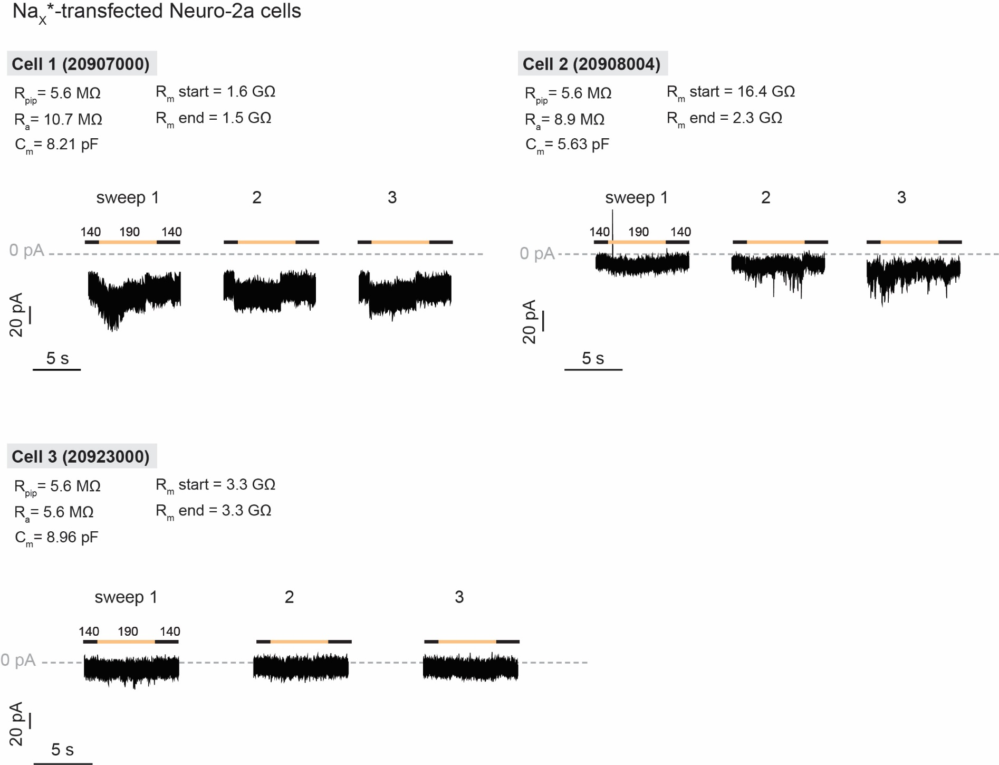 NaX*-transfected Neuro-2a cells
Cell 1 (20907000)
Rpip= 5.6 MΩ
Ra= 10.7 MΩ
Cm= 8.21 pF
Rm start = 1.6 GΩ
Rm end = 1.5 GΩ
sweep 1 2 3
140 190 140
0 pA
20 pA
5 s
Cell 2 (20908004)
Rpip= 5.6 MΩ
Ra= 8.9 MΩ
Cm= 5.63 pF
Rm start = 16.4 GΩ
Rm end = 2.3 GΩ
sweep 1 2 3
140 190 140
0 pA
20 pA
5 s
Cell 3 (20923000)
Rpip= 5.6 MΩ
Ra= 5.6 MΩ
Cm= 8.96 pF
Rm start = 3.3 GΩ
Rm end = 3.3 GΩ
sweep 1 2 3
140 190 140
0 pA
20 pA
5 s